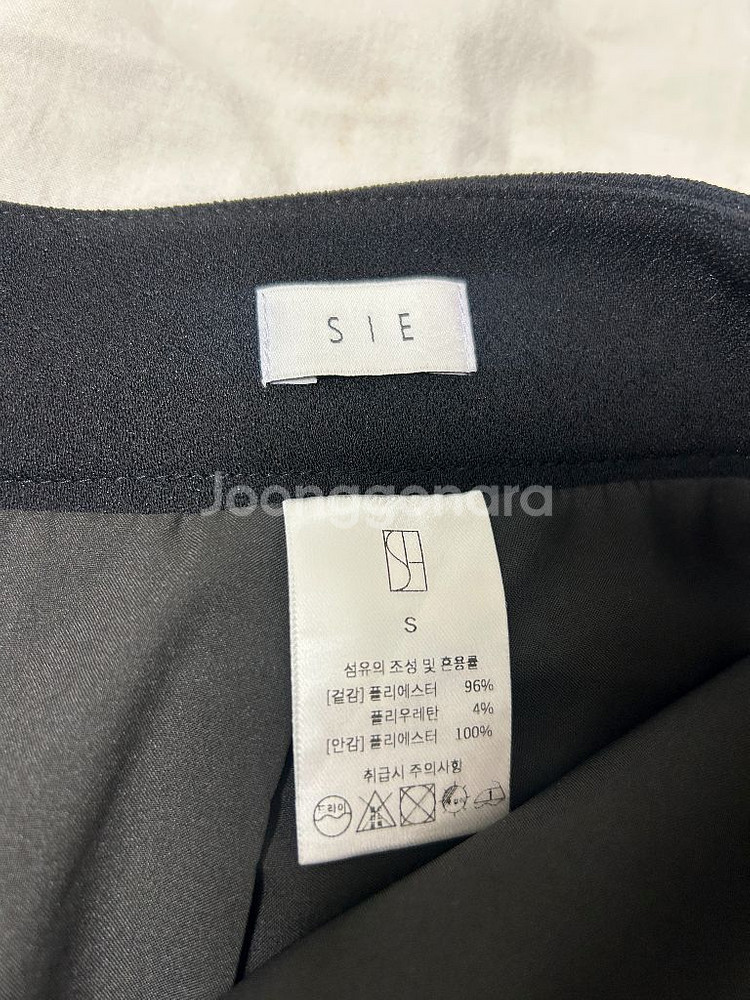 SIE
Joonggonara
S
섬유의 조성 및 혼용률
[겉감] 폴리에스터 96%
폴리우레탄 4%
[안감] 폴리에스터 100%
취급시 주의사항
드라이